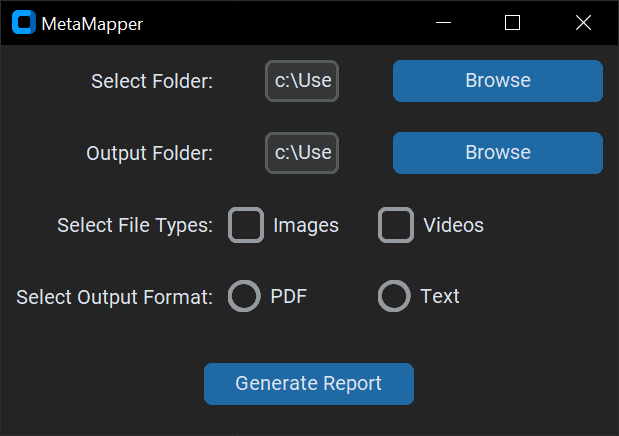 MetaMapper
Select Folder: c:\Use Browse
Output Folder: c:\Use Browse
Select File Types: Images Videos
Select Output Format: PDF Text
Generate Report